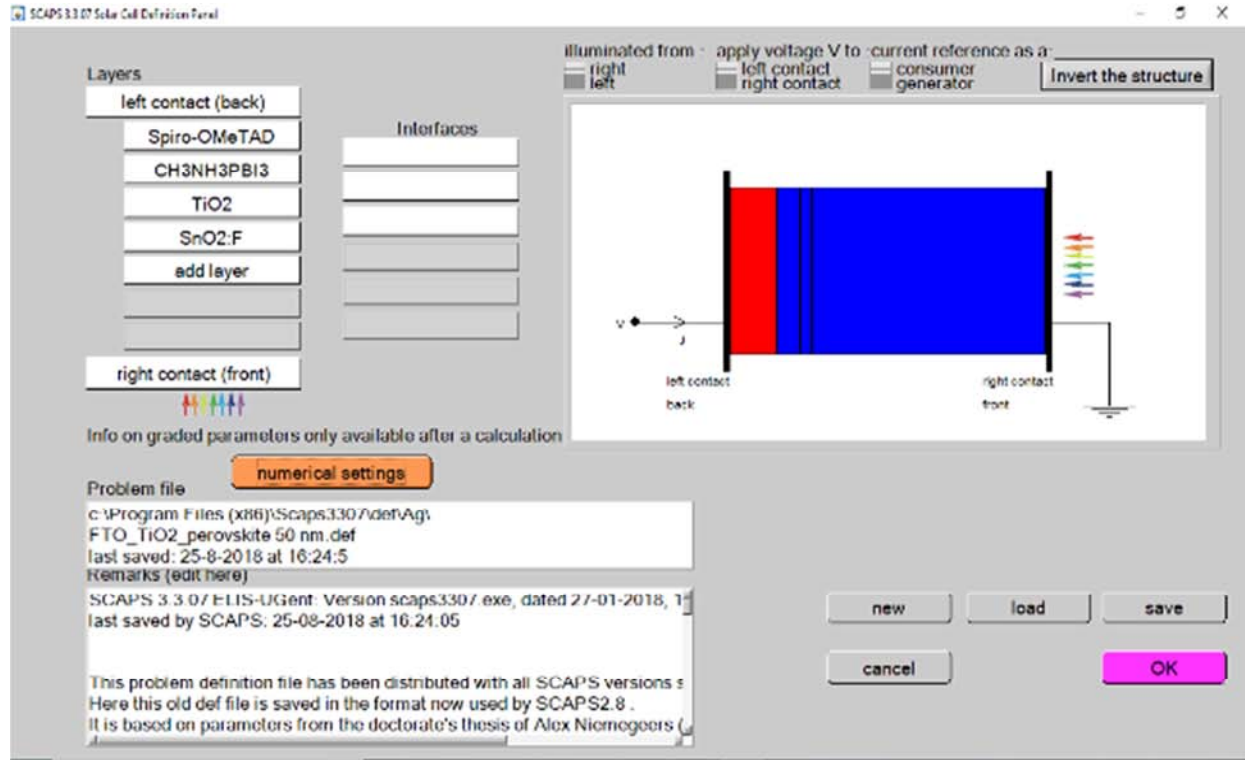 SCAPS 3.3.07 Solar Cell Definition Panel
Layers
left contact (back)
Spiro-OMeTAD
CH3NH3PBI3
TiO2
SnO2:F
add layer
right contact (front)
Interfaces
illuminated from :
right
left
apply voltage V to :
left contact
right contact
current reference as a:
consumer
generator
Invert the structure
V
J
left contact
back
right contact
front
Info on graded parameters only available after a calculation
numerical settings
Problem file
c:\Program Files (x86)\Scaps3307\def\Ag\
FTO_TiO2_perovskite 50 nm.def
last saved: 25-8-2018 at 16:24:5
Remarks (edit here)
SCAPS 3.3.07 ELIS-UGent: Version scaps3307.exe, dated 27-01-2018, 1
last saved by SCAPS: 25-08-2018 at 16:24:05
This problem definition file has been distributed with all SCAPS versions s
Here this old def file is saved in the format now used by SCAPS2.8 .
It is based on parameters from the doctorate's thesis of Alex Niemegeers (
new
load
save
cancel
OK